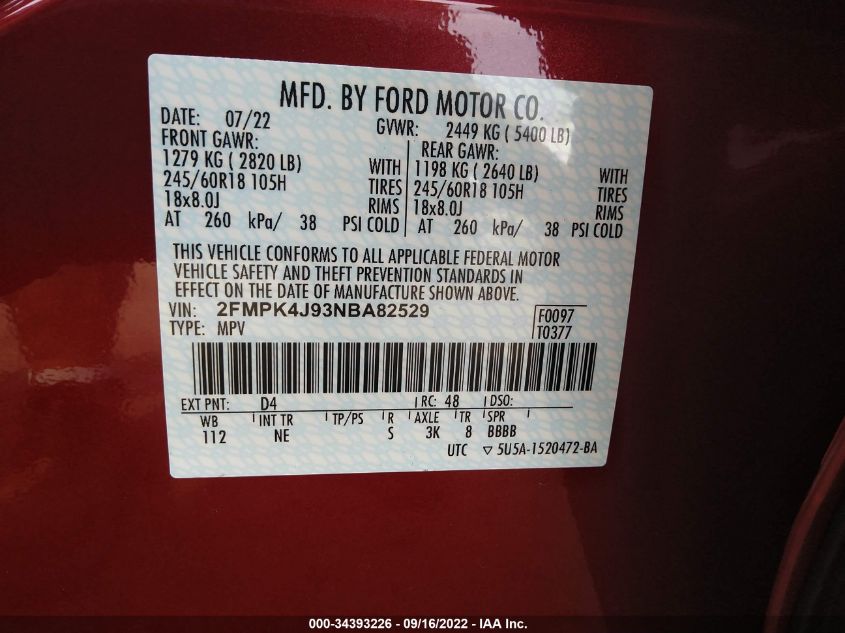 MFD. BY FORD MOTOR CO.
DATE: 07/22 GVWR: 2449 KG ( 5400 LB)
FRONT GAWR: REAR GAWR:
1279 KG ( 2820 LB) WITH 1198 KG ( 2640 LB) WITH
245/60R18 105H TIRES 245/60R18 105H TIRES
18x8.0J RIMS 18x8.0J RIMS
AT 260 kPa/ 38 PSI COLD AT 260 kPa/ 38 PSI COLD
THIS VEHICLE CONFORMS TO ALL APPLICABLE FEDERAL MOTOR
VEHICLE SAFETY AND THEFT PREVENTION STANDARDS IN
EFFECT ON THE DATE OF MANUFACTURE SHOWN ABOVE.
VIN: 2FMPK4J93NBA82529 F0097
TYPE: MPV T0377
EXT PNT: D4 RC: 48 DSO:
WB INT TR TP/PS R AXLE TR SPR
112 NE S 3K 8 BBBB
UTC ▽ 5U5A-1520472-BA
000-34393226 - 09/16/2022 - IAA Inc.